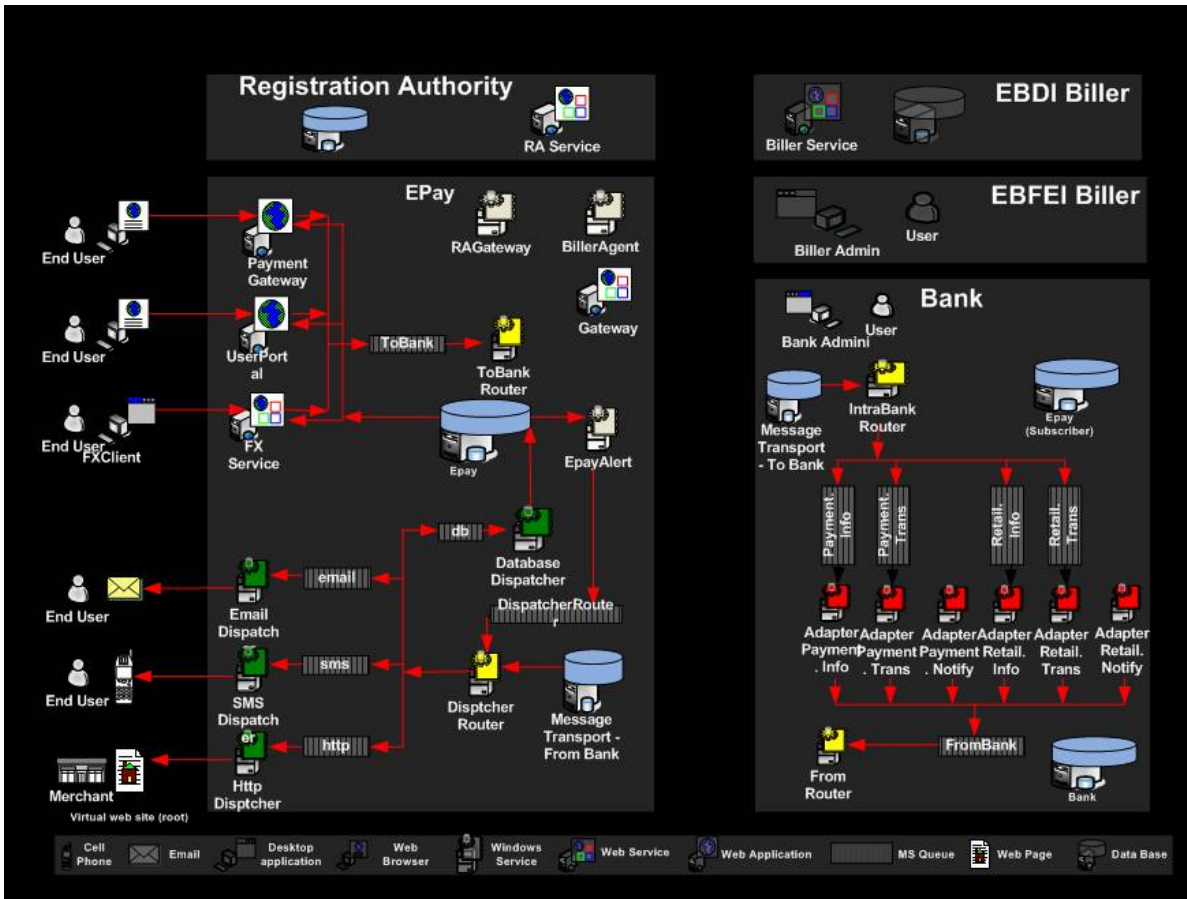 Registration Authority
RA Service
EBDI Biller
Biller Service
EBFEI Biller
Biller Admin
User
EPay
End User
Payment
Gateway
RAGateway
BillerAgent
Gateway
End User
UserPort
al
ToBank
ToBank
Router
End User
FXClient
FX
Service
Epay
EpayAlert
db
Database
Dispatcher
DispatcherRoute
r
End User
Email
Dispatch
email
End User
SMS
Dispatch
er
sms
Disptcher
Router
Message
Transport -
From Bank
Merchant
Virtual web site (root)
Http
Disptcher
http
Bank
Bank Admini
User
Message
Transport
- To Bank
IntraBank
Router
Epay
(Subscriber)
Payment.
Info
Payment.
Trans
Retail.
Info
Retail.
Trans
Adapter
Payment
. Info
Adapter
Payment
. Trans
Adapter
Payment
. Notify
Adapter
Retail.
Info
Adapter
Retail.
Trans
Adapter
Retail.
Notify
From
Router
FromBank
Bank
Cell
Phone
Email
Desktop
application
Web
Browser
Windows
Service
Web Service
Web Application
MS Queue
Web Page
Data Base